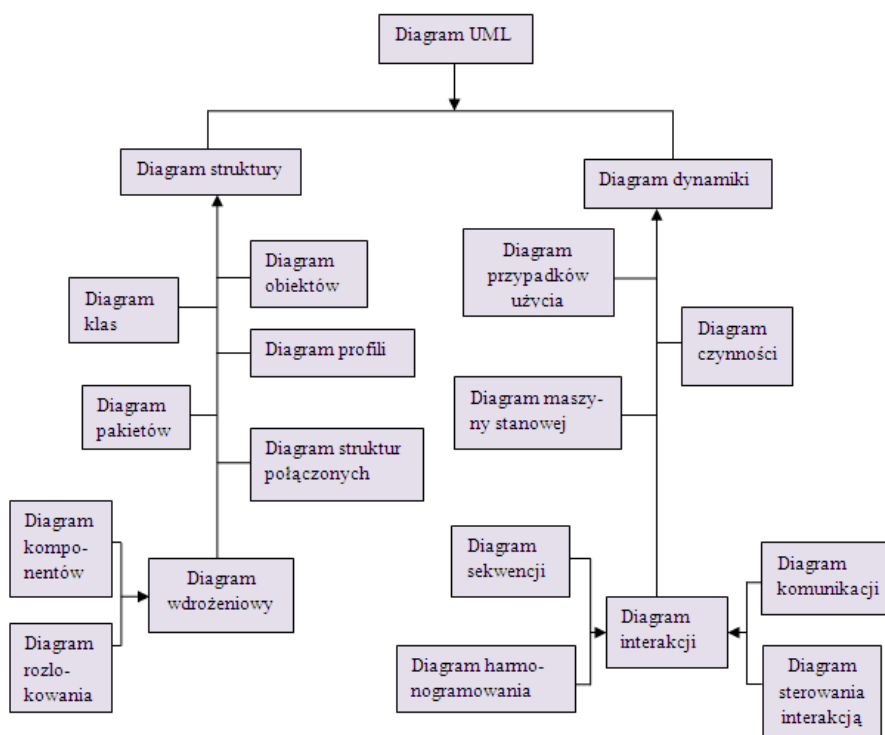 Diagram UML
Diagram struktury
Diagram dynamiki
Diagram
obiektów
Diagram
klas
Diagram profili
Diagram
pakietów
Diagram struktur
połączonych
Diagram
kompo-
nentów
Diagram
rozlo-
kowania
Diagram
wdrożeniowy
Diagram
przypadków
użycia
Diagram
czynności
Diagram maszy-
ny stanowej
Diagram
sekwencji
Diagram harmo-
nogramowania
Diagram
interakcji
Diagram
komunikacji
Diagram
sterowania
interakcją